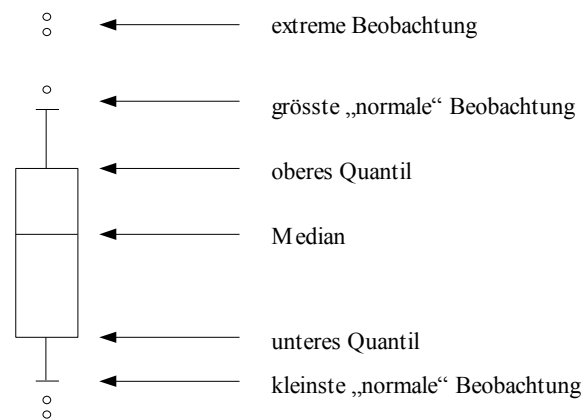 extreme Beobachtung
grösste „normale“ Beobachtung
oberes Quantil
Median
unteres Quantil
kleinste „normale“ Beobachtung